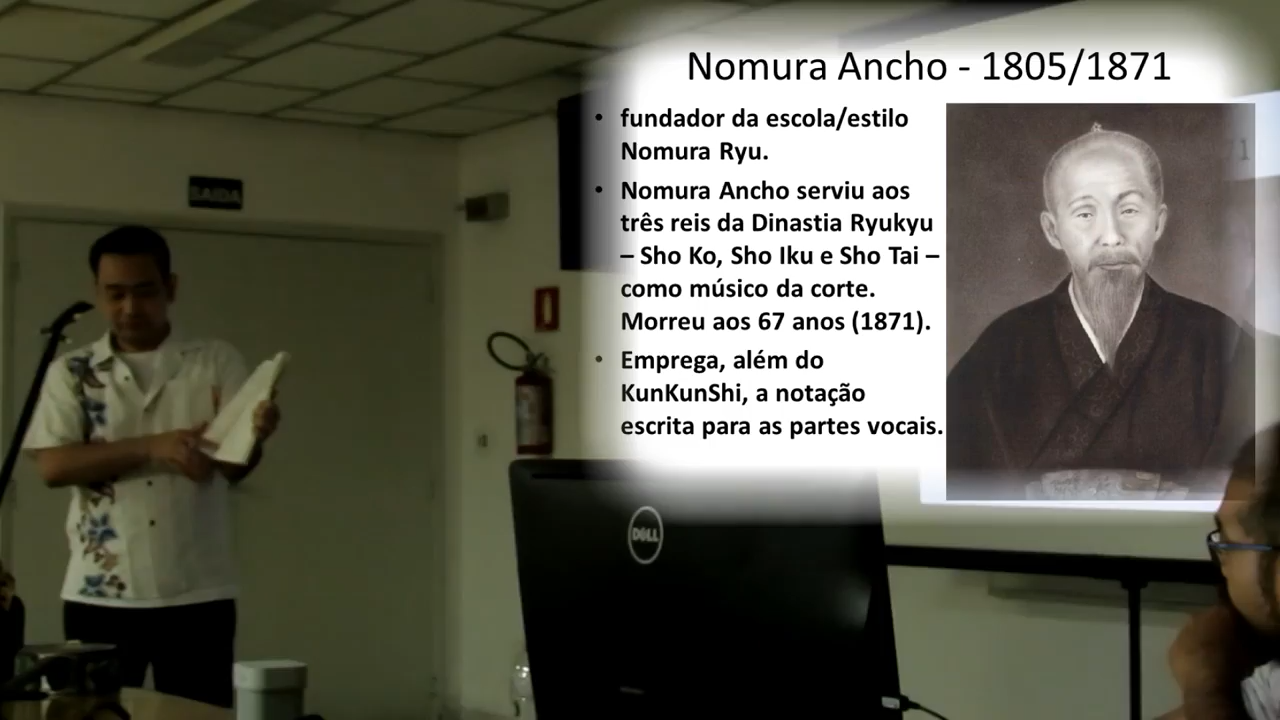 Nomura Ancho - 1805/1871
• fundador da escola/estilo
Nomura Ryu.
• Nomura Ancho serviu aos
três reis da Dinastia Ryukyu
– Sho Ko, Sho Iku e Sho Tai –
como músico da corte.
Morreu aos 67 anos (1871).
• Emprega, além do
KunKunShi, a notação
escrita para as partes vocais.
SAÍDA
DELL